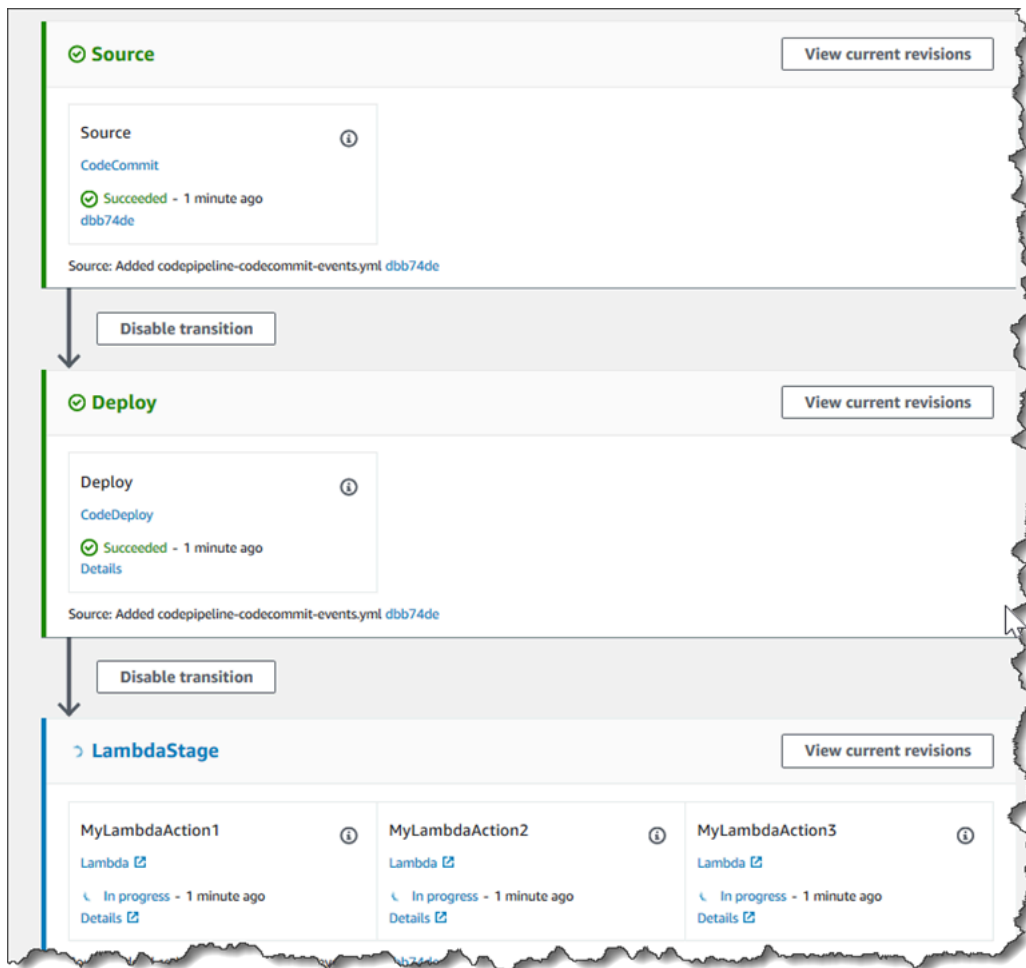 Source
View current revisions
Source
CodeCommit
Succeeded - 1 minute ago
dbb74de
Source: Added codepipeline-codecommit-events.yml dbb74de
Disable transition
Deploy
View current revisions
Deploy
CodeDeploy
Succeeded - 1 minute ago
Details
Source: Added codepipeline-codecommit-events.yml dbb74de
Disable transition
LambdaStage
View current revisions
MyLambdaAction1
Lambda
In progress - 1 minute ago
Details
MyLambdaAction2
Lambda
In progress - 1 minute ago
Details
MyLambdaAction3
Lambda
In progress - 1 minute ago
Details